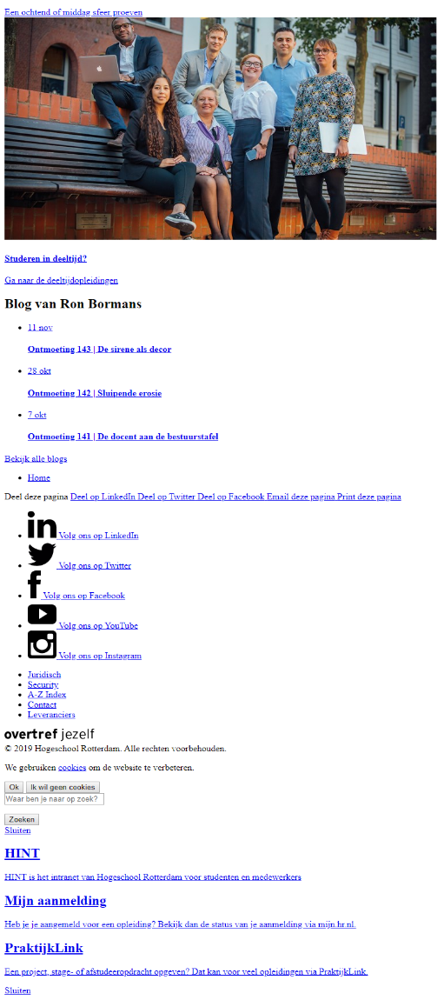 Een ochtend of middag sfeer proeven
Studeren in deeltijd?
Ga naar de deeltijdopleidingen
Blog van Ron Bormans
11 nov
Ontmoeting 143 | De sirene als decor
28 okt
Ontmoeting 142 | Sluipende erosie
7 okt
Ontmoeting 141 | De docent aan de bestuurstafel
Bekijk alle blogs
Home
Deel deze pagina Deel op LinkedIn Deel op Twitter Deel op Facebook Email deze pagina Print deze pagina
in Volg ons op LinkedIn
Volg ons op Twitter
Volg ons op Facebook
Volg ons op YouTube
Volg ons op Instagram
Juridisch
Security
A-Z Index
Contact
Leveranciers
overtref jezelf
© 2019 Hogeschool Rotterdam. Alle rechten voorbehouden.
We gebruiken cookies om de website te verbeteren.
Ok Ik wil geen cookies
Waar ben je naar op zoek?
Zoeken
Sluiten
HINT
HINT is het intranet van Hogeschool Rotterdam voor studenten en medewerkers
Mijn aanmelding
Heb je je aangemeld voor een opleiding? Bekijk dan de status van je aanmelding via mijn.hr.nl.
PraktijkLink
Een project, stage- of afstudeeropdracht opgeven? Dat kan voor veel opleidingen via PraktijkLink.
Sluiten